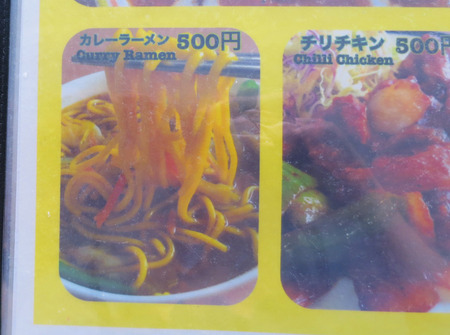 カレーラーメン 500円
Curry Ramen
チリチキン 500円
Chilli Chicken